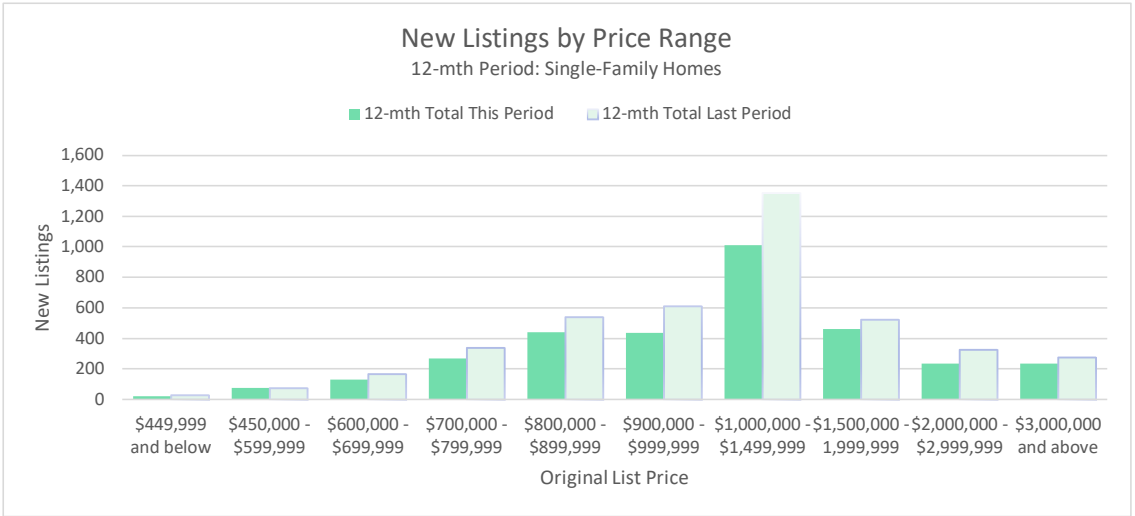 New Listings by Price Range
12-mth Period: Single-Family Homes
12-mth Total This Period 12-mth Total Last Period
1,600
1,400
1,200
1,000
800
600
400
200
0
New Listings
$449,999 and below
$450,000 - $599,999
$600,000 - $699,999
$700,000 - $799,999
$800,000 - $899,999
$900,000 - $999,999
$1,000,000 - $1,499,999
$1,500,000 - 1,999,999
$2,000,000 - $2,999,999
$3,000,000 and above
Original List Price